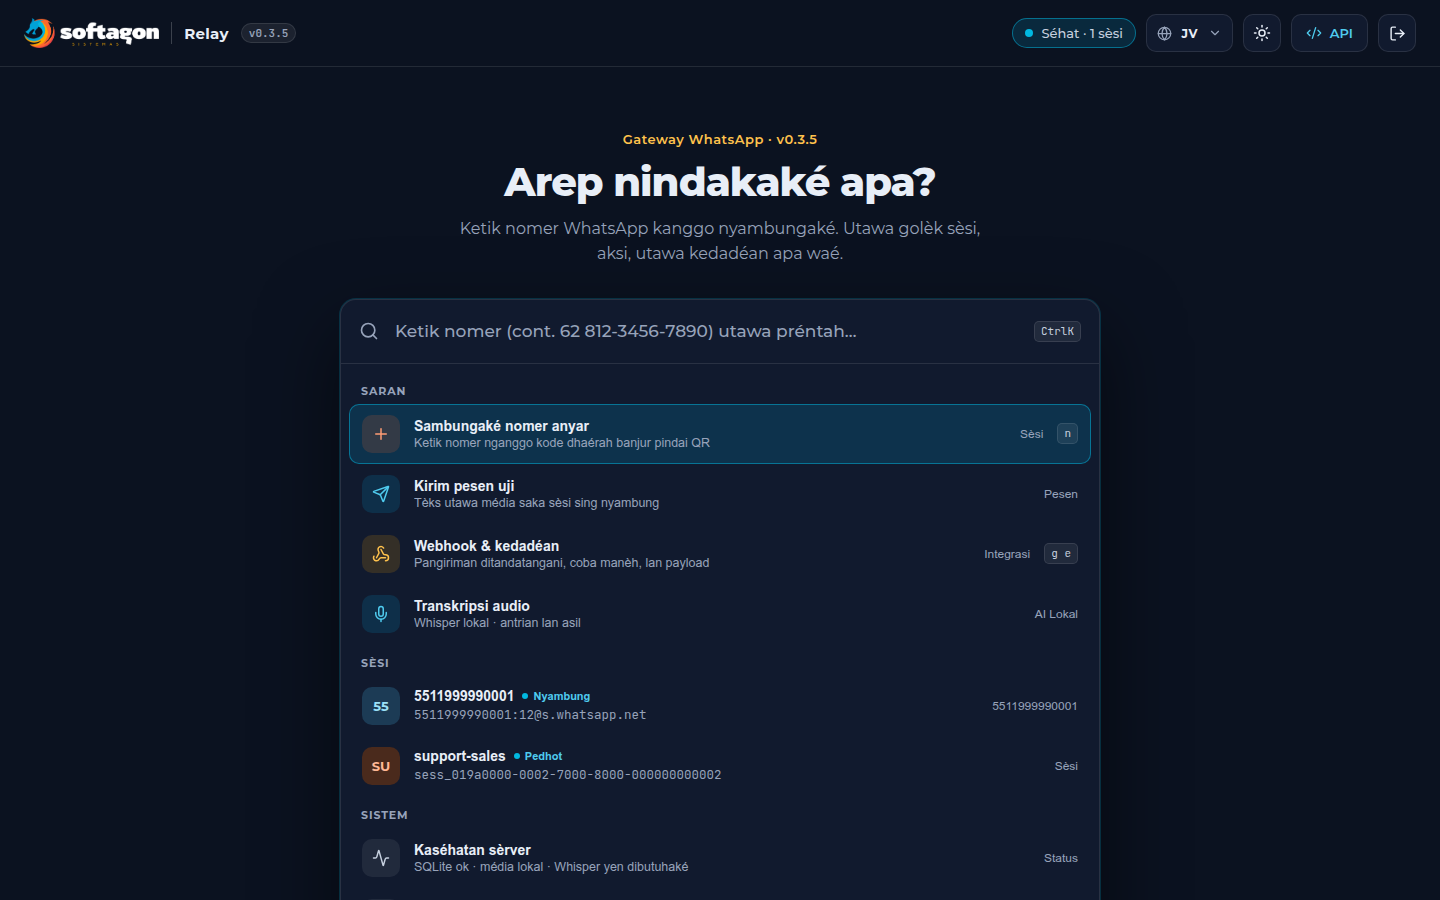 softagon
SISTEMAS
Relay
v0.3.5
Séhat · 1 sèsi
JV
API
Gateway WhatsApp · v0.3.5
Arep nindakaké apa?
Ketik nomer WhatsApp kanggo nyambungaké. Utawa golèk sèsi,
aksi, utawa kedadéan apa waé.
Ketik nomer (cont. 62 812-3456-7890) utawa préntah...
CtrlK
SARAN
Sambungaké nomer anyar
Ketik nomer nganggo kode dhaérah banjur pindai QR
Sèsi
n
Kirim pesen uji
Tèks utawa média saka sèsi sing nyambung
Pesen
Webhook & kedadéan
Pangiriman ditandatangani, coba manèh, lan payload
Integrasi
g e
Transkripsi audio
Whisper lokal · antrian lan asil
AI Lokal
SÈSI
55
5511999990001
Nyambung
5511999990001:12@s.whatsapp.net
5511999990001
SU
support-sales
Pedhot
sess_019a0000-0002-7000-8000-000000000002
Sèsi
SISTEM
Kaséhatan sèrver
SQLite ok · média lokal · Whisper yen dibutuhaké
Status